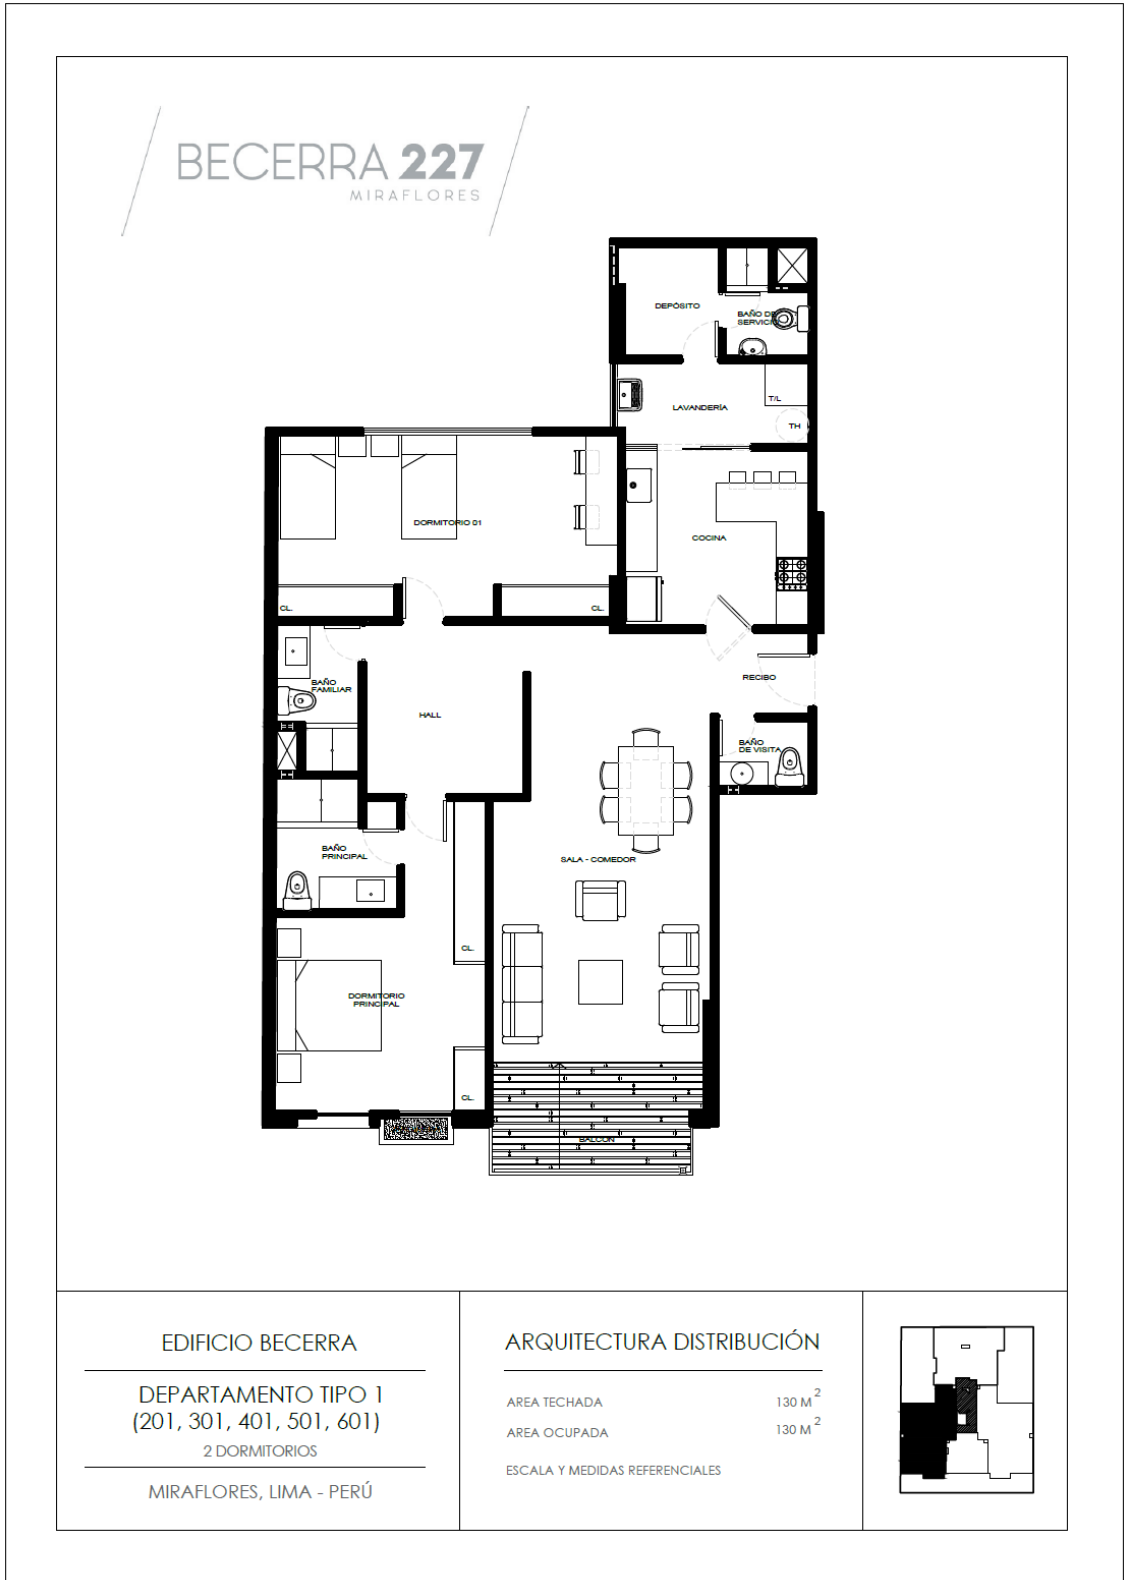 BECERRA 227
MIRAFLORES
DEPÓSITO
BAÑO DE
SERVICIO
LAVANDERÍA
T/L
TH
DORMITORIO 01
COCINA
CL.
CL.
BAÑO
FAMILIAR
HALL
RECIBO
BAÑO
DE VISITA
BAÑO
PRINCIPAL
SALA - COMEDOR
CL.
DORMITORIO
PRINCIPAL
CL.
BALCON
EDIFICIO BECERRA
DEPARTAMENTO TIPO 1
(201, 301, 401, 501, 601)
2 DORMITORIOS
MIRAFLORES, LIMA - PERÚ
ARQUITECTURA DISTRIBUCIÓN
AREA TECHADA 130 M²
AREA OCUPADA 130 M²
ESCALA Y MEDIDAS REFERENCIALES